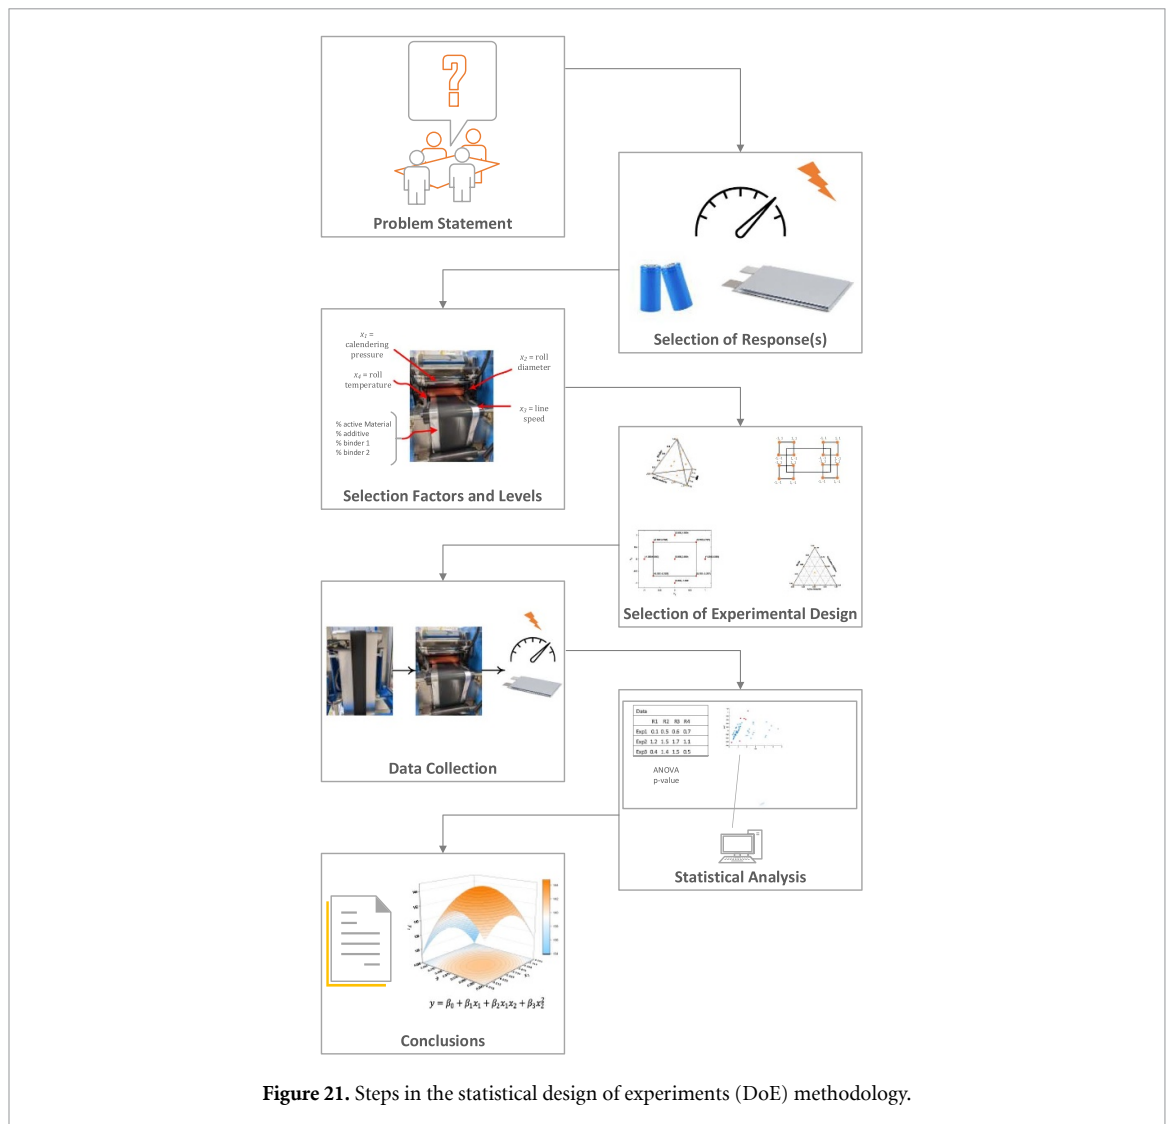 ?
Problem Statement
Selection of Response(s)
x₁ =
calendering
pressure
x₄ = roll
temperature
x₂ = roll
diameter
x₃ = line
speed
% active Material
% additive
% binder 1
% binder 2
Selection Factors and Levels
Selection of Experimental Design
Data Collection
Data
R1 R2 R3 R4
Exp1 0.1 0.5 0.6 0.7
Exp2 1.2 1.5 1.7 1.1
Exp3 0.4 1.4 1.5 0.5
ANOVA
p-value
Statistical Analysis
y = β₀ + β₁x₁ + β₂x₁x₂ + β₃x₂²
Conclusions
Figure 21. Steps in the statistical design of experiments (DoE) methodology.